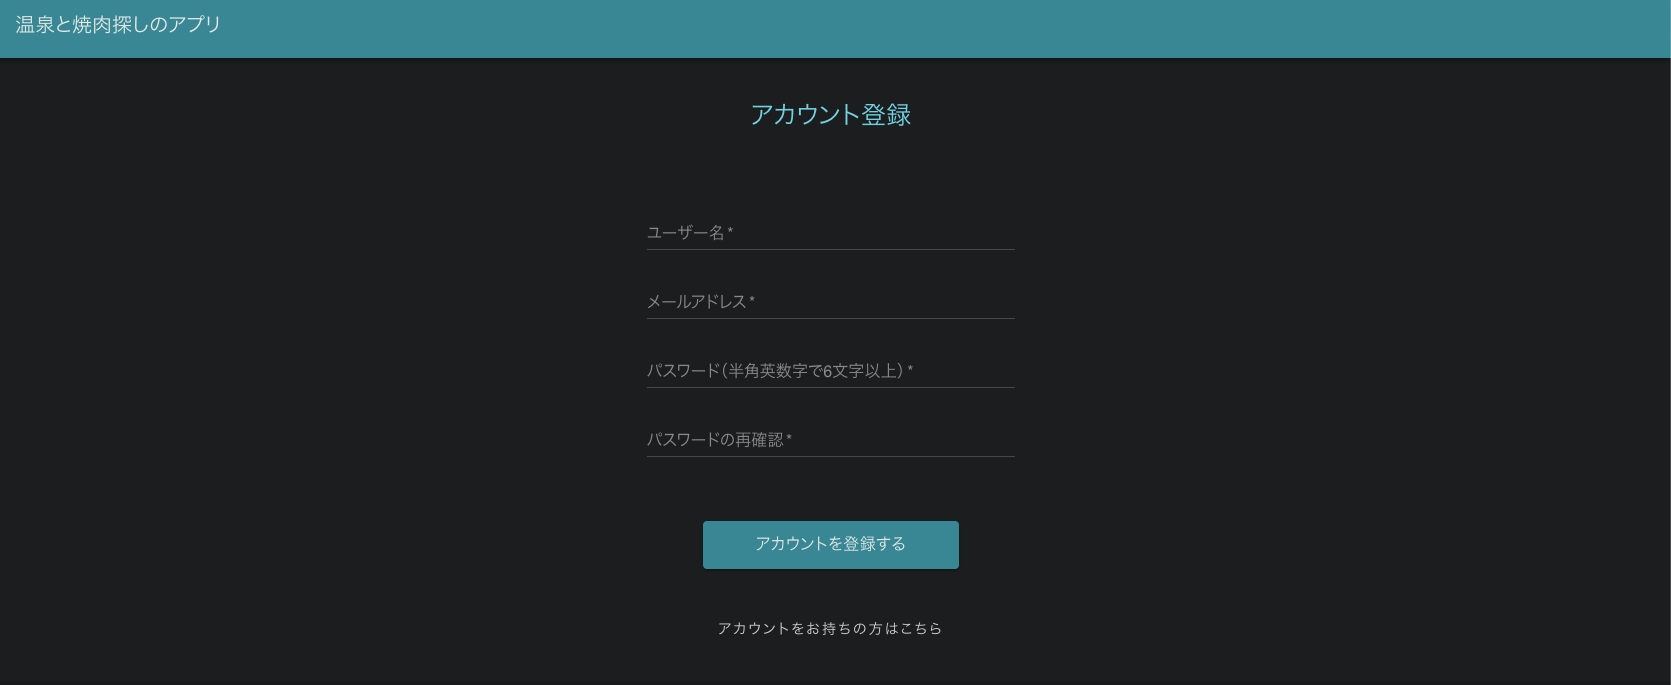 温泉と焼肉探しのアプリ
アカウント登録
ユーザー名 *
メールアドレス *
パスワード（半角英数字で6文字以上） *
パスワードの再確認 *
アカウントを登録する
アカウントをお持ちの方はこちら